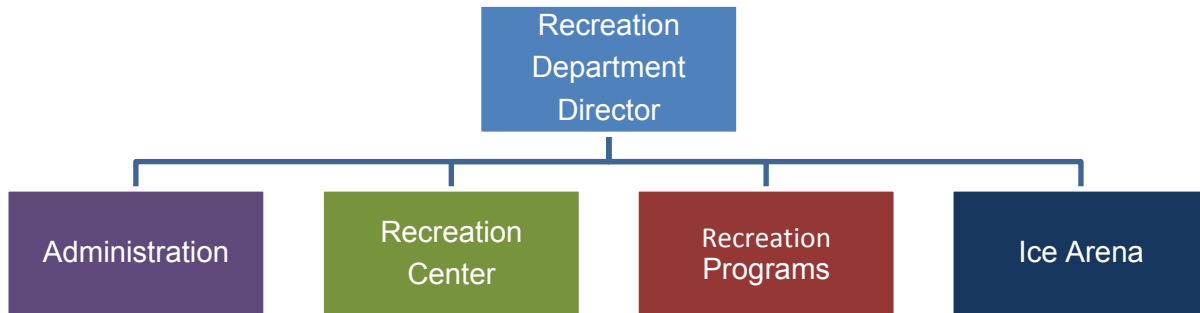 Recreation
Department
Director
Administration
Recreation
Center
Recreation
Programs
Ice Arena